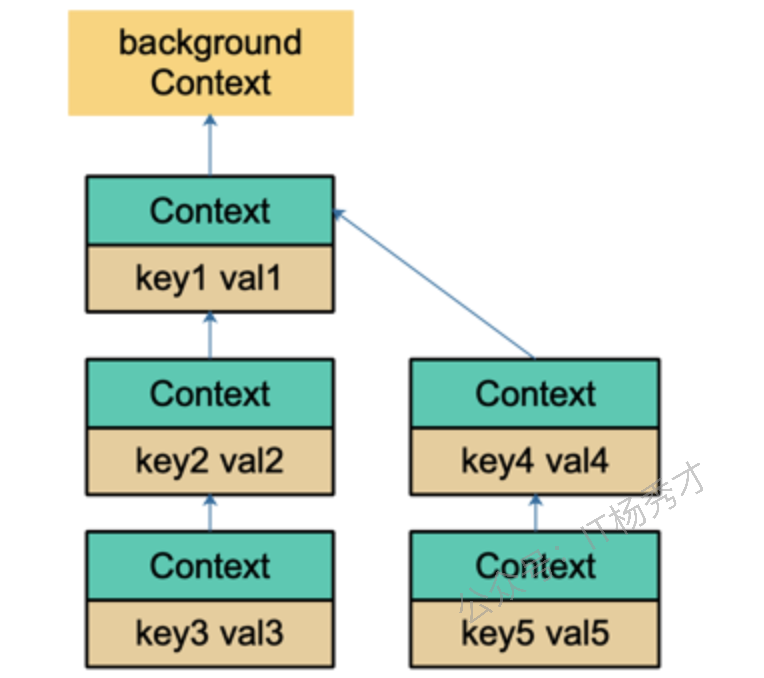 background
Context
Context
key1 val1
Context
key2 val2
Context
key4 val4
Context
key3 val3
Context
key5 val5
公众号：IT杨秀才